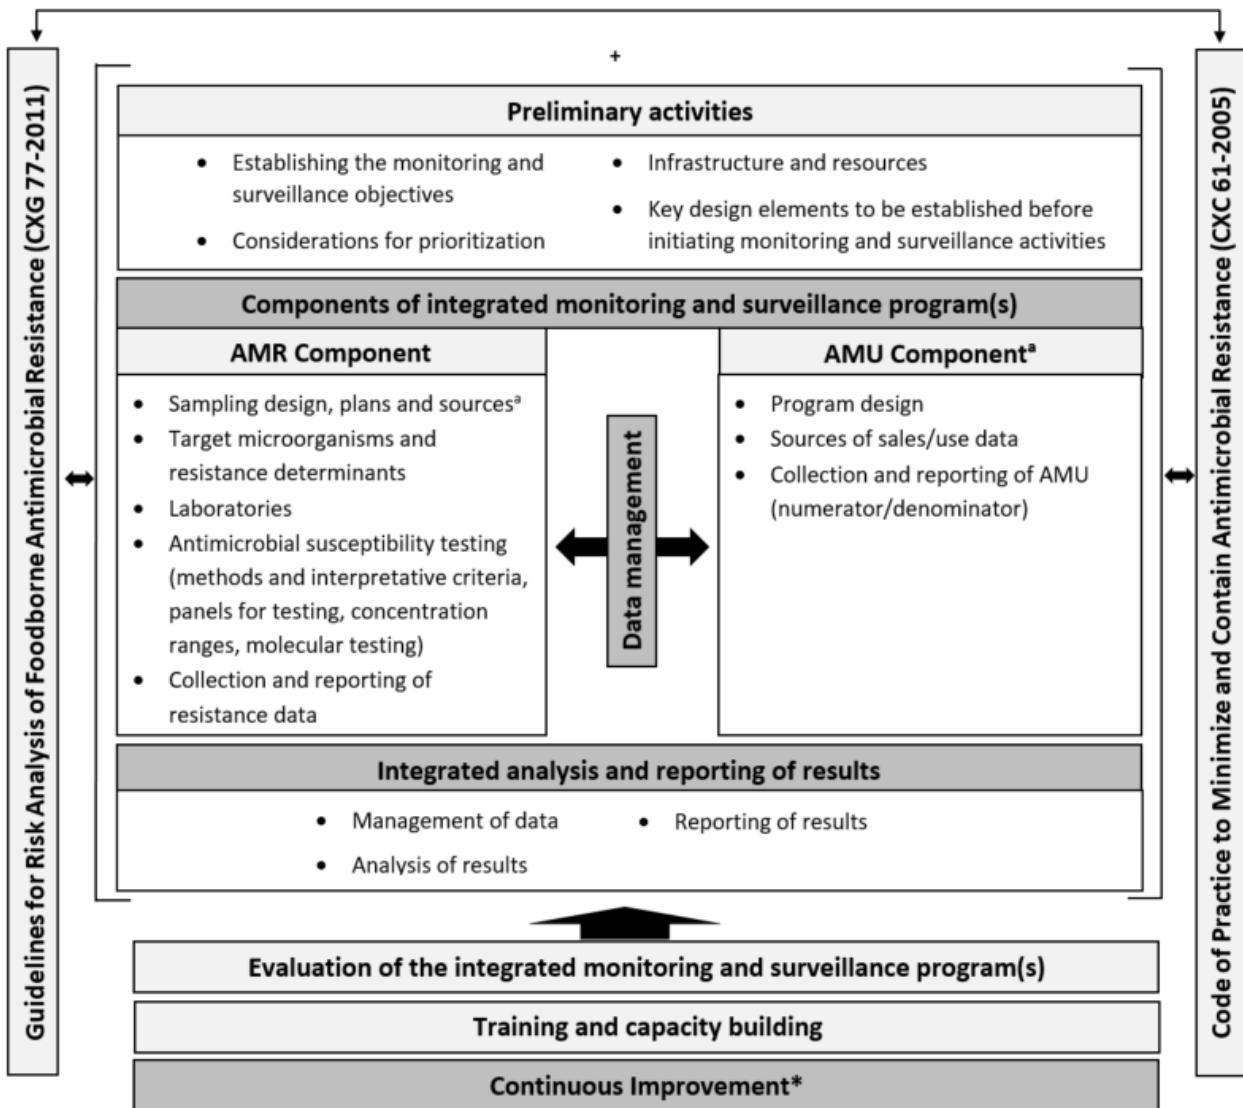 +
Guidelines for Risk Analysis of Foodborne Antimicrobial Resistance (CXG 77-2011)
Preliminary activities
• Establishing the monitoring and
surveillance objectives
• Considerations for prioritization
• Infrastructure and resources
• Key design elements to be established before
initiating monitoring and surveillance activities
Components of integrated monitoring and surveillance program(s)
AMR Component
• Sampling design, plans and sourcesª
• Target microorganisms and
resistance determinants
• Laboratories
• Antimicrobial susceptibility testing
(methods and interpretative criteria,
panels for testing, concentration
ranges, molecular testing)
• Collection and reporting of
resistance data
Data management
AMU Componentª
• Program design
• Sources of sales/use data
• Collection and reporting of AMU
(numerator/denominator)
Integrated analysis and reporting of results
• Management of data
• Analysis of results
• Reporting of results
Evaluation of the integrated monitoring and surveillance program(s)
Training and capacity building
Continuous Improvement*
Code of Practice to Minimize and Contain Antimicrobial Resistance (CXC 61-2005)